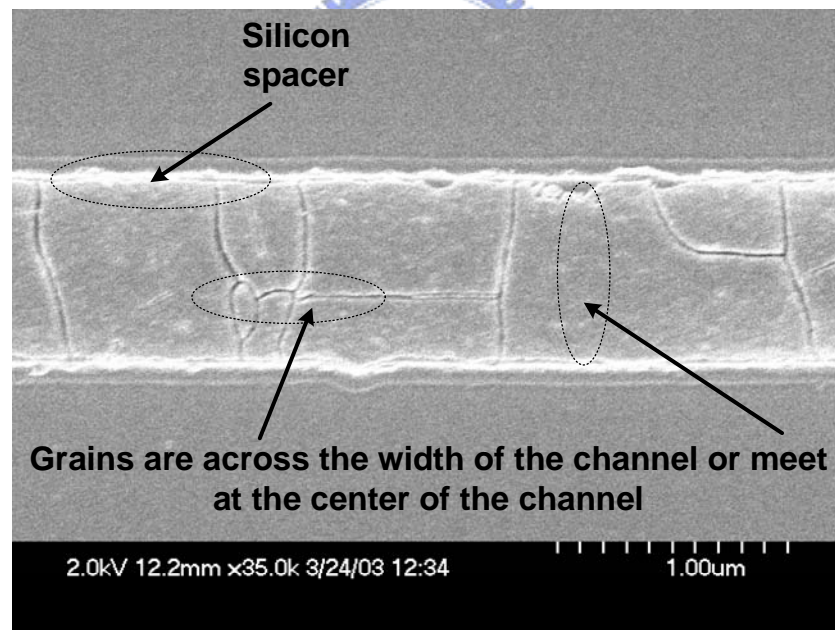 Silicon
spacer
Grains are across the width of the channel or meet
at the center of the channel
2.0kV 12.2mm x35.0k 3/24/03 12:34
1.00um